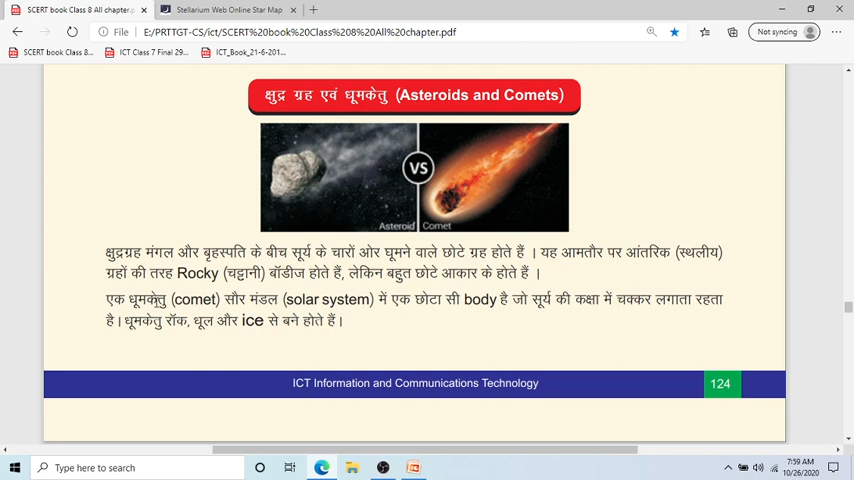 SCERT book Class 8 All chapter.p
Stellarium Web Online Star Map
File
E:/PRTTGT-CS/ict/SCERT%20book%20Class%208%20All%20chapter.pdf
Not syncing
SCERT book Class 8...
ICT Class 7 Final 29...
ICT_Book_21-6-201...
क्षुद्र ग्रह एवं धूमकेतु (Asteroids and Comets)
VS
Asteroid
Comet
क्षुद्रग्रह मंगल और बृहस्पति के बीच सूर्य के चारों ओर घूमने वाले छोटे ग्रह होते हैं । यह आमतौर पर आंतरिक (स्थलीय)
ग्रहों की तरह Rocky (चट्टानी) बॉडीज होते हैं, लेकिन बहुत छोटे आकार के होते हैं ।
एक धूमकेतु (comet) सौर मंडल (solar system) में एक छोटा सी body है जो सूर्य की कक्षा में चक्कर लगाता रहता
है। धूमकेतु रॉक, धूल और ice से बने होते हैं।
ICT Information and Communications Technology
124
Type here to search
7:59 AM
10/26/2020